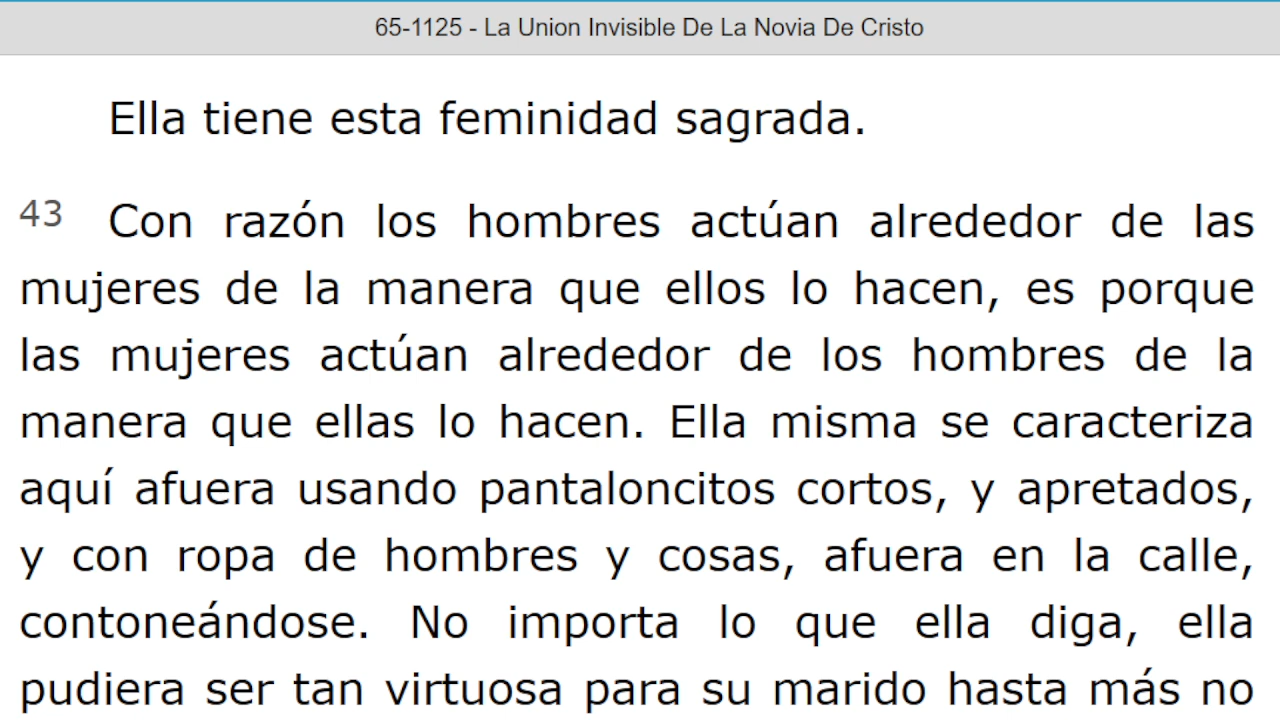 65-1125 - La Union Invisible De La Novia De Cristo
Ella tiene esta feminidad sagrada.
43 Con razón los hombres actúan alrededor de las
mujeres de la manera que ellos lo hacen, es porque
las mujeres actúan alrededor de los hombres de la
manera que ellas lo hacen. Ella misma se caracteriza
aquí afuera usando pantaloncitos cortos, y apretados,
y con ropa de hombres y cosas, afuera en la calle,
contoneándose. No importa lo que ella diga, ella
pudiera ser tan virtuosa para su marido hasta más no